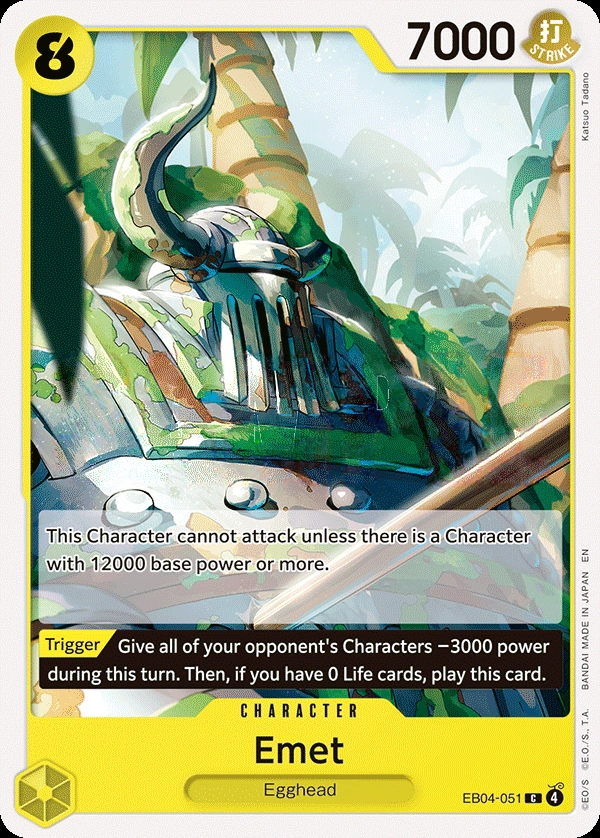 8
7000
打
STRIKE
Katsuo Tadano
This Character cannot attack unless there is a Character
with 12000 base power or more.
Trigger Give all of your opponent's Characters −3000 power
during this turn. Then, if you have 0 Life cards, play this card.
CHARACTER
Emet
Egghead
EB04-051 C 4
©EO/S ©E.O./S., T.A. BANDAI MADE IN JAPAN EN